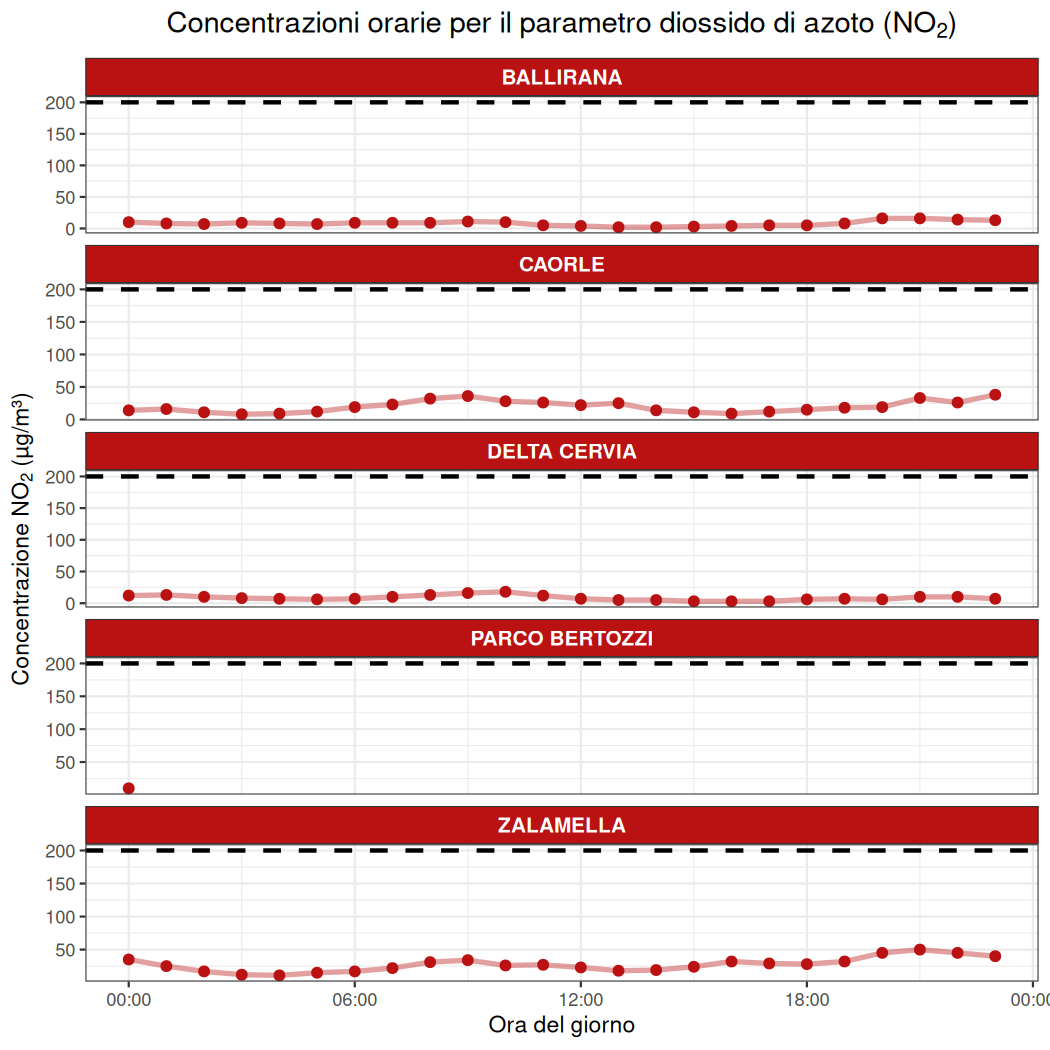 Concentrazioni orarie per il parametro diossido di azoto (NO₂)
Concentrazione NO₂ (µg/m³)
BALLIRANA
200
150
100
50
0
CAORLE
200
150
100
50
0
DELTA CERVIA
200
150
100
50
0
PARCO BERTOZZI
200
150
100
50
ZALAMELLA
200
150
100
50
00:00 06:00 12:00 18:00 00:0
Ora del giorno